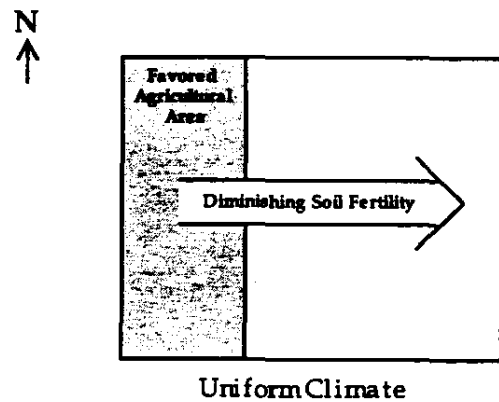 N
Favored
Agricultural
Area
Diminishing Soil Fertility
Uniform Climate